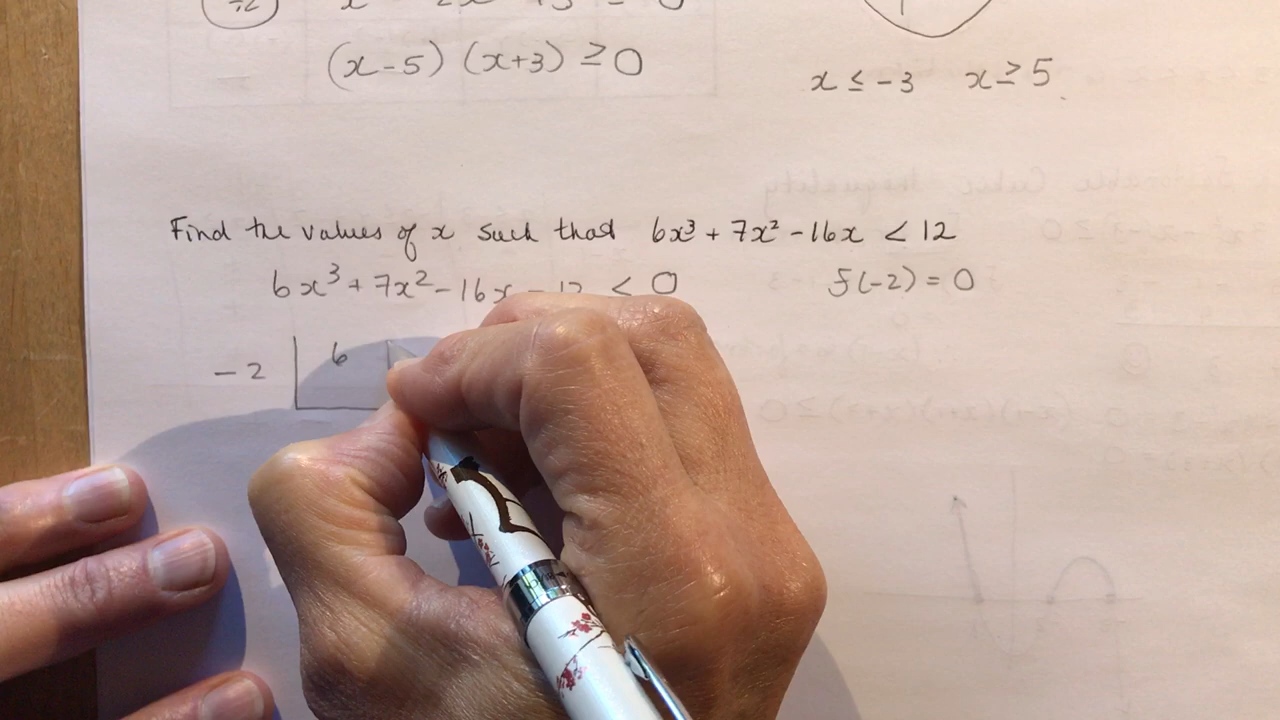 ÷2
(x-5) (x+3) ≥ 0
x ≤ -3 x ≥ 5
Find the values of x such that 6x³ + 7x² - 16x < 12
6x³ + 7x² - 16x - 12 < 0 f(-2) = 0
-2 6